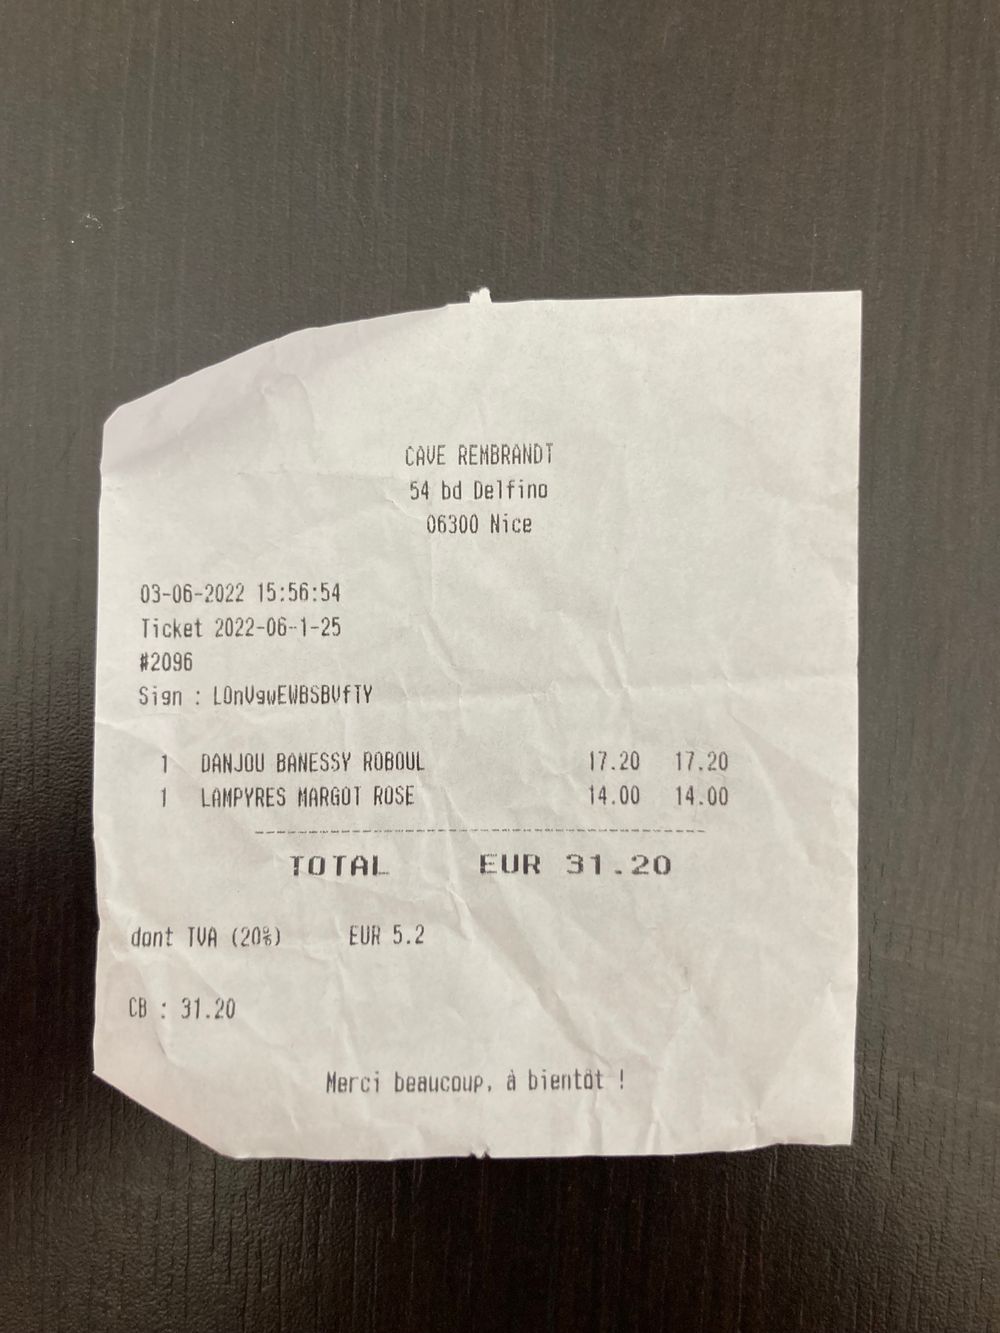 CAVE REMBRANDT
54 bd Delfino
06300 Nice
03-06-2022 15:56:54
Ticket 2022-06-1-25
#2096
Sign : LOnVgwEWBSBVfTY
1 DANJOU BANESSY ROBOUL 17.20 17.20
1 LAMPYRES MARGOT ROSE 14.00 14.00
TOTAL EUR 31.20
dont TVA (20%) EUR 5.2
CB : 31.20
Merci beaucoup, à bientôt !